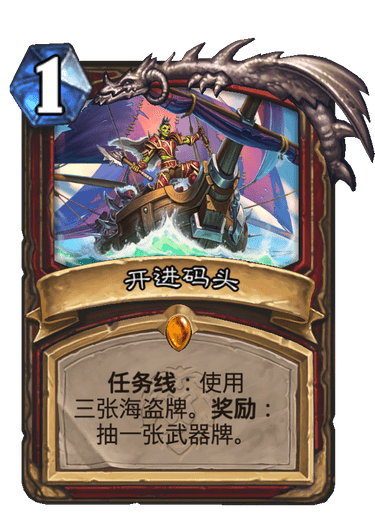 1
开进码头
任务线：使用
三张海盗牌。奖励：
抽一张武器牌。